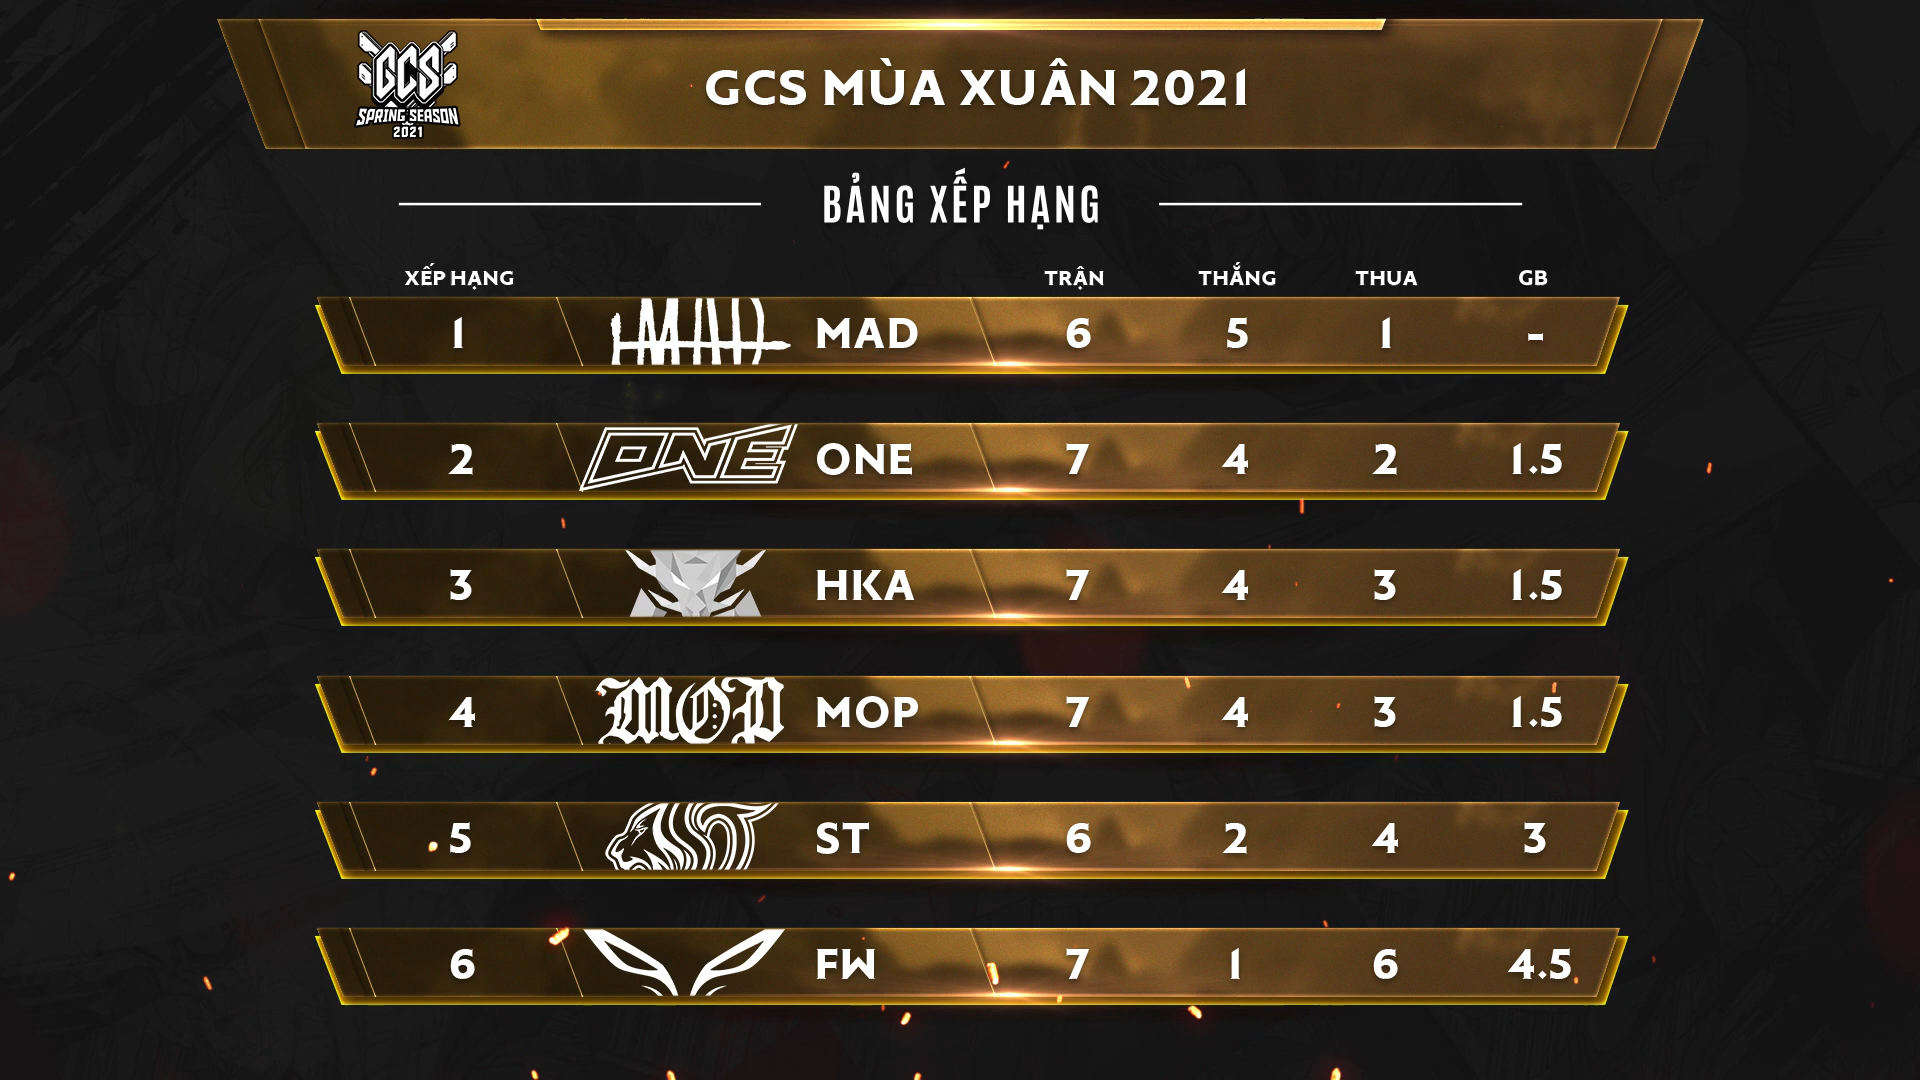 GCS
SPRING SEASON
2021
GCS MÙA XUÂN 2021
BẢNG XẾP HẠNG
XẾP HẠNG TRẬN THẮNG THUA GB
1 MAD MAD 6 5 1 -
2 ONE ONE 7 4 2 1.5
3 HKA 7 4 3 1.5
4 MOP MOP 7 4 3 1.5
5 ST ST 6 2 4 3
6 FW 7 1 6 4.5